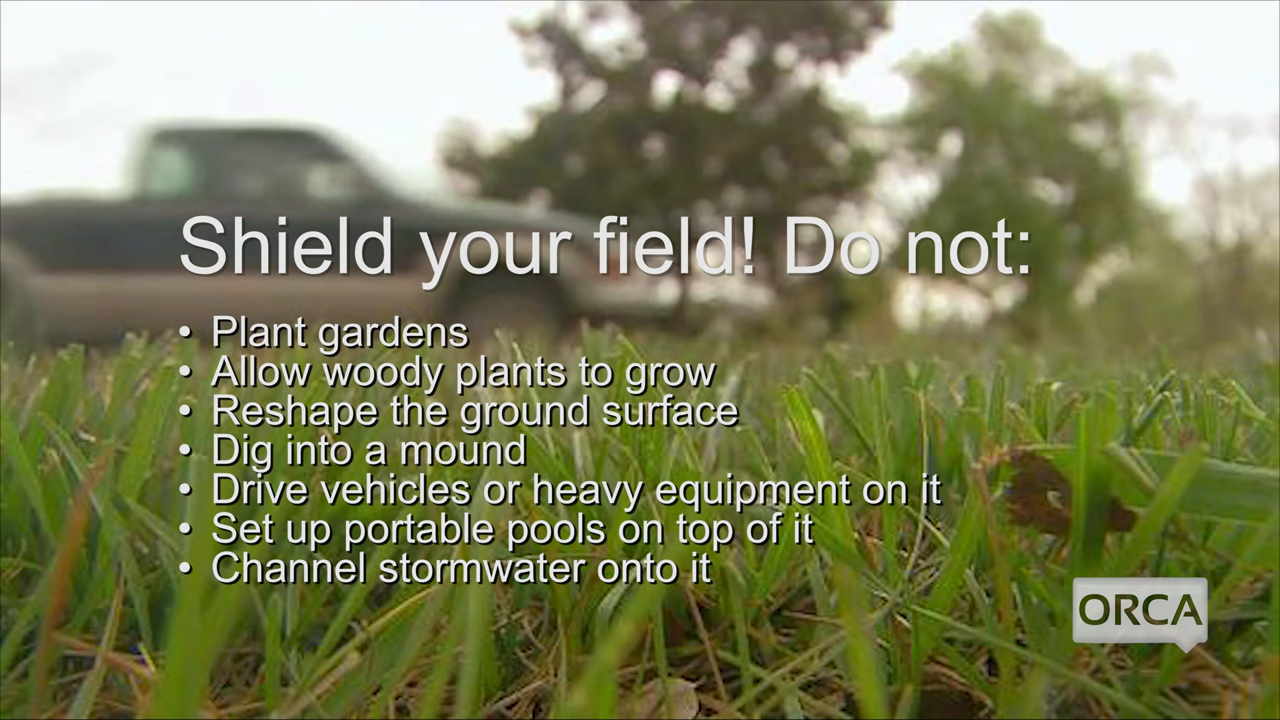 Shield your field! Do not:
• Plant gardens
• Allow woody plants to grow
• Reshape the ground surface
• Dig into a mound
• Drive vehicles or heavy equipment on it
• Set up portable pools on top of it
• Channel stormwater onto it
ORCA